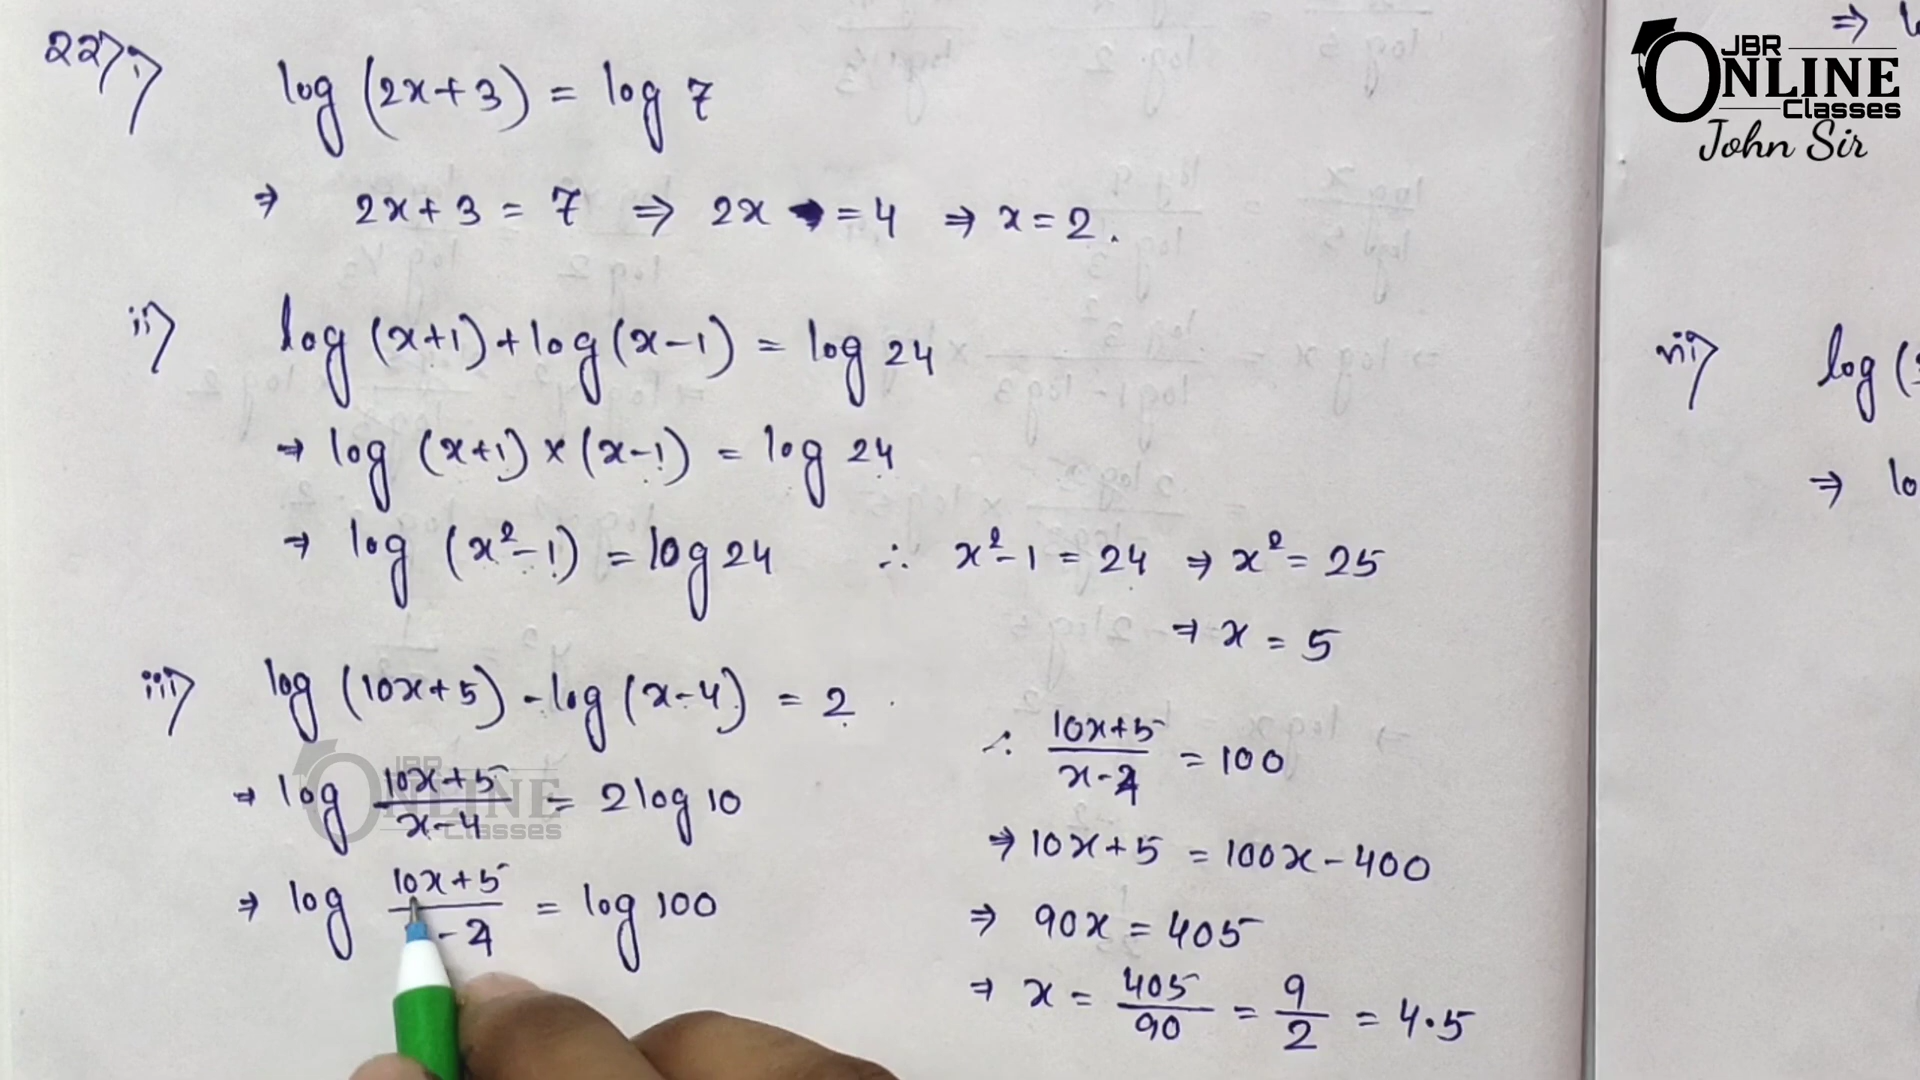 22) i) log (2x+3) = log 7
⇒ 2x+3 = 7 ⇒ 2x = 4 ⇒ x = 2.
ii) log (x+1) + log (x-1) = log 24
⇒ log (x+1) × (x-1) = log 24
⇒ log (x²-1) = log 24 ∴ x²-1 = 24 ⇒ x² = 25
⇒ x = 5
iii) log (10x+5) - log (x-4) = 2
⇒ log (10x+5)/(x-4) = 2 log 10
⇒ log (10x+5)/( -4) = log 100
∴ (10x+5)/(x-4) = 100
⇒ 10x+5 = 100x-400
⇒ 90x = 405
⇒ x = 405/90 = 9/2 = 4.5
⇒
vi) log (
⇒ lo
JBR
ONLINE
Classes
John Sir
JBR
ONLINE
Classes